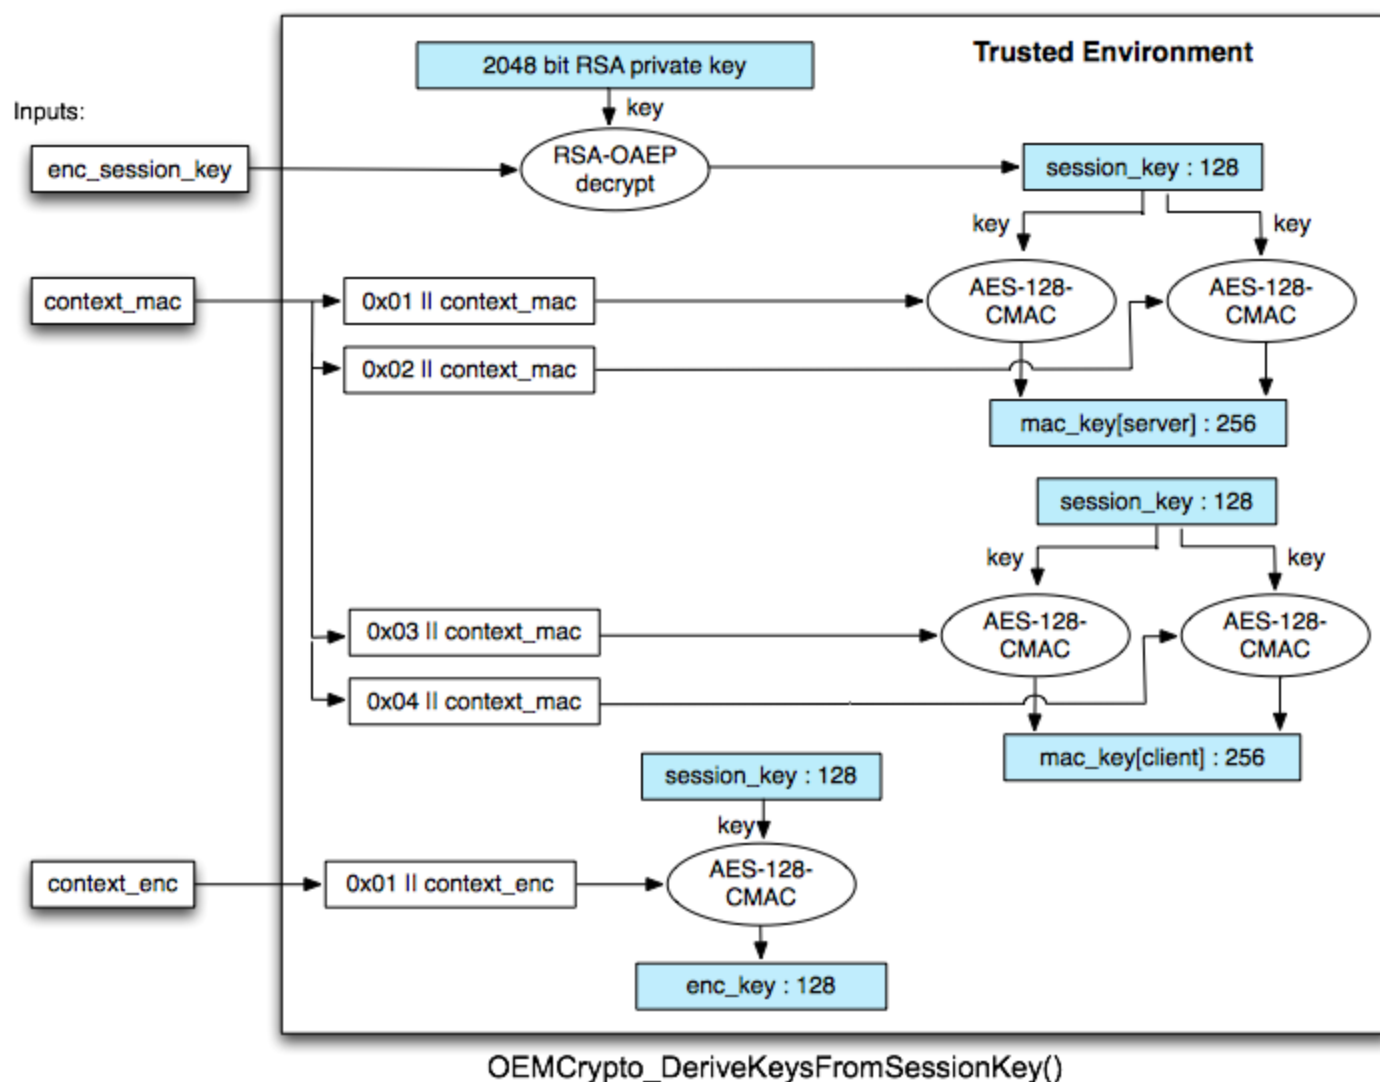 Trusted Environment
2048 bit RSA private key
key
Inputs:
enc_session_key
RSA-OAEP
decrypt
session_key : 128
key
key
context_mac
0x01 II context_mac
AES-128-
CMAC
AES-128-
CMAC
0x02 II context_mac
mac_key[server] : 256
session_key : 128
key
key
0x03 II context_mac
AES-128-
CMAC
AES-128-
CMAC
0x04 II context_mac
mac_key[client] : 256
session_key : 128
key
context_enc
0x01 II context_enc
AES-128-
CMAC
enc_key : 128
OEMCrypto_DeriveKeysFromSessionKey()